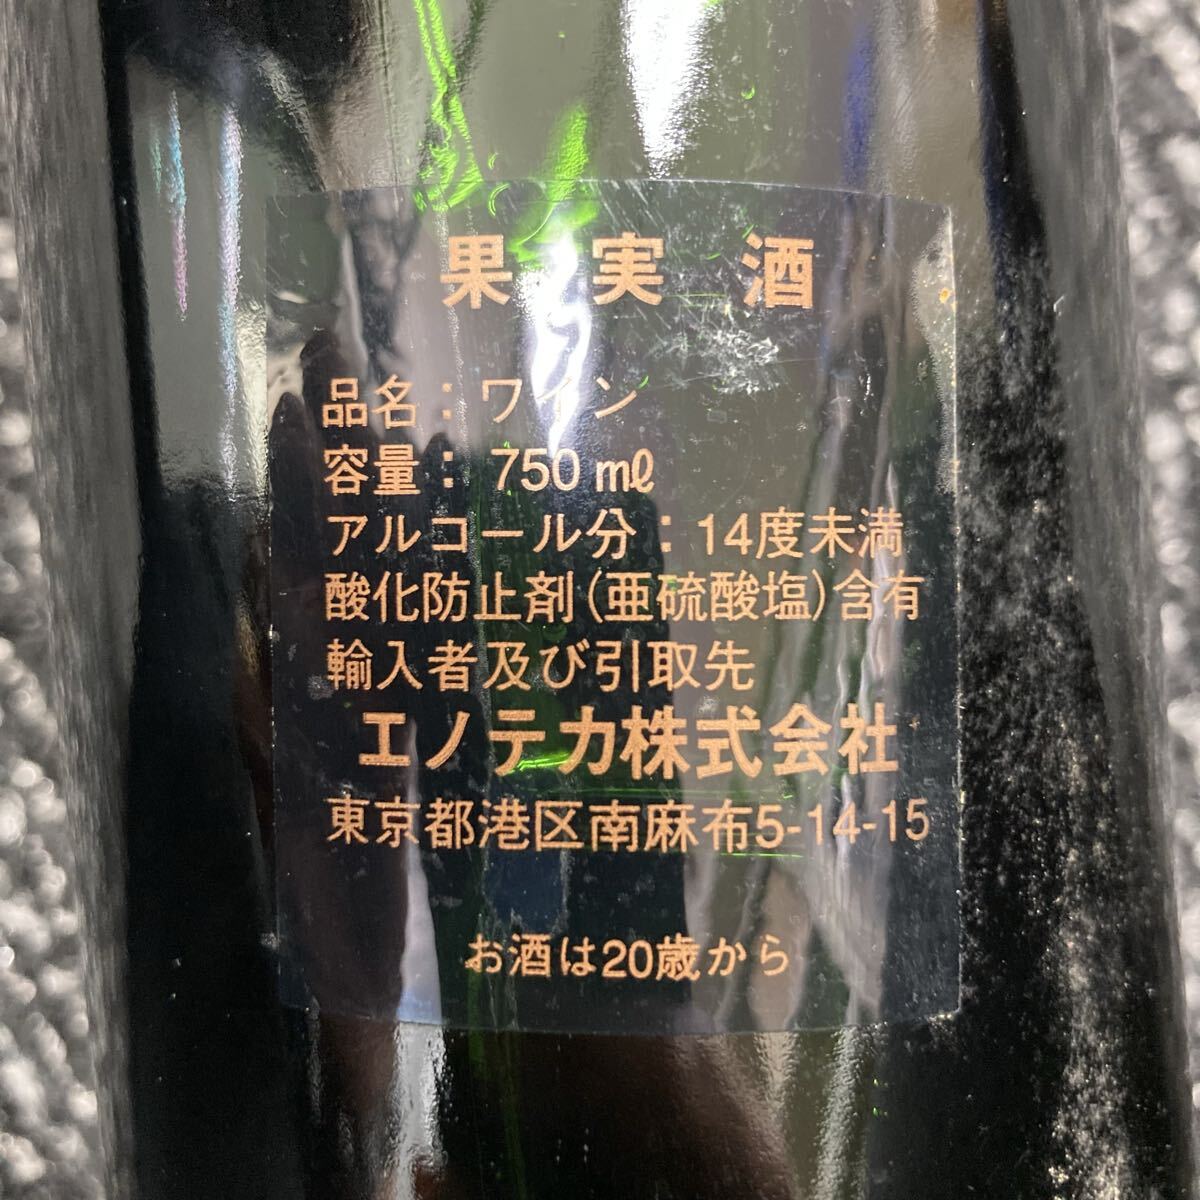 果実酒
品名：ワイン
容量：750㎖
アルコール分：14度未満
酸化防止剤(亜硫酸塩)含有
輸入者及び引取先
エノテカ株式会社
東京都港区南麻布5-14-15
お酒は20歳から